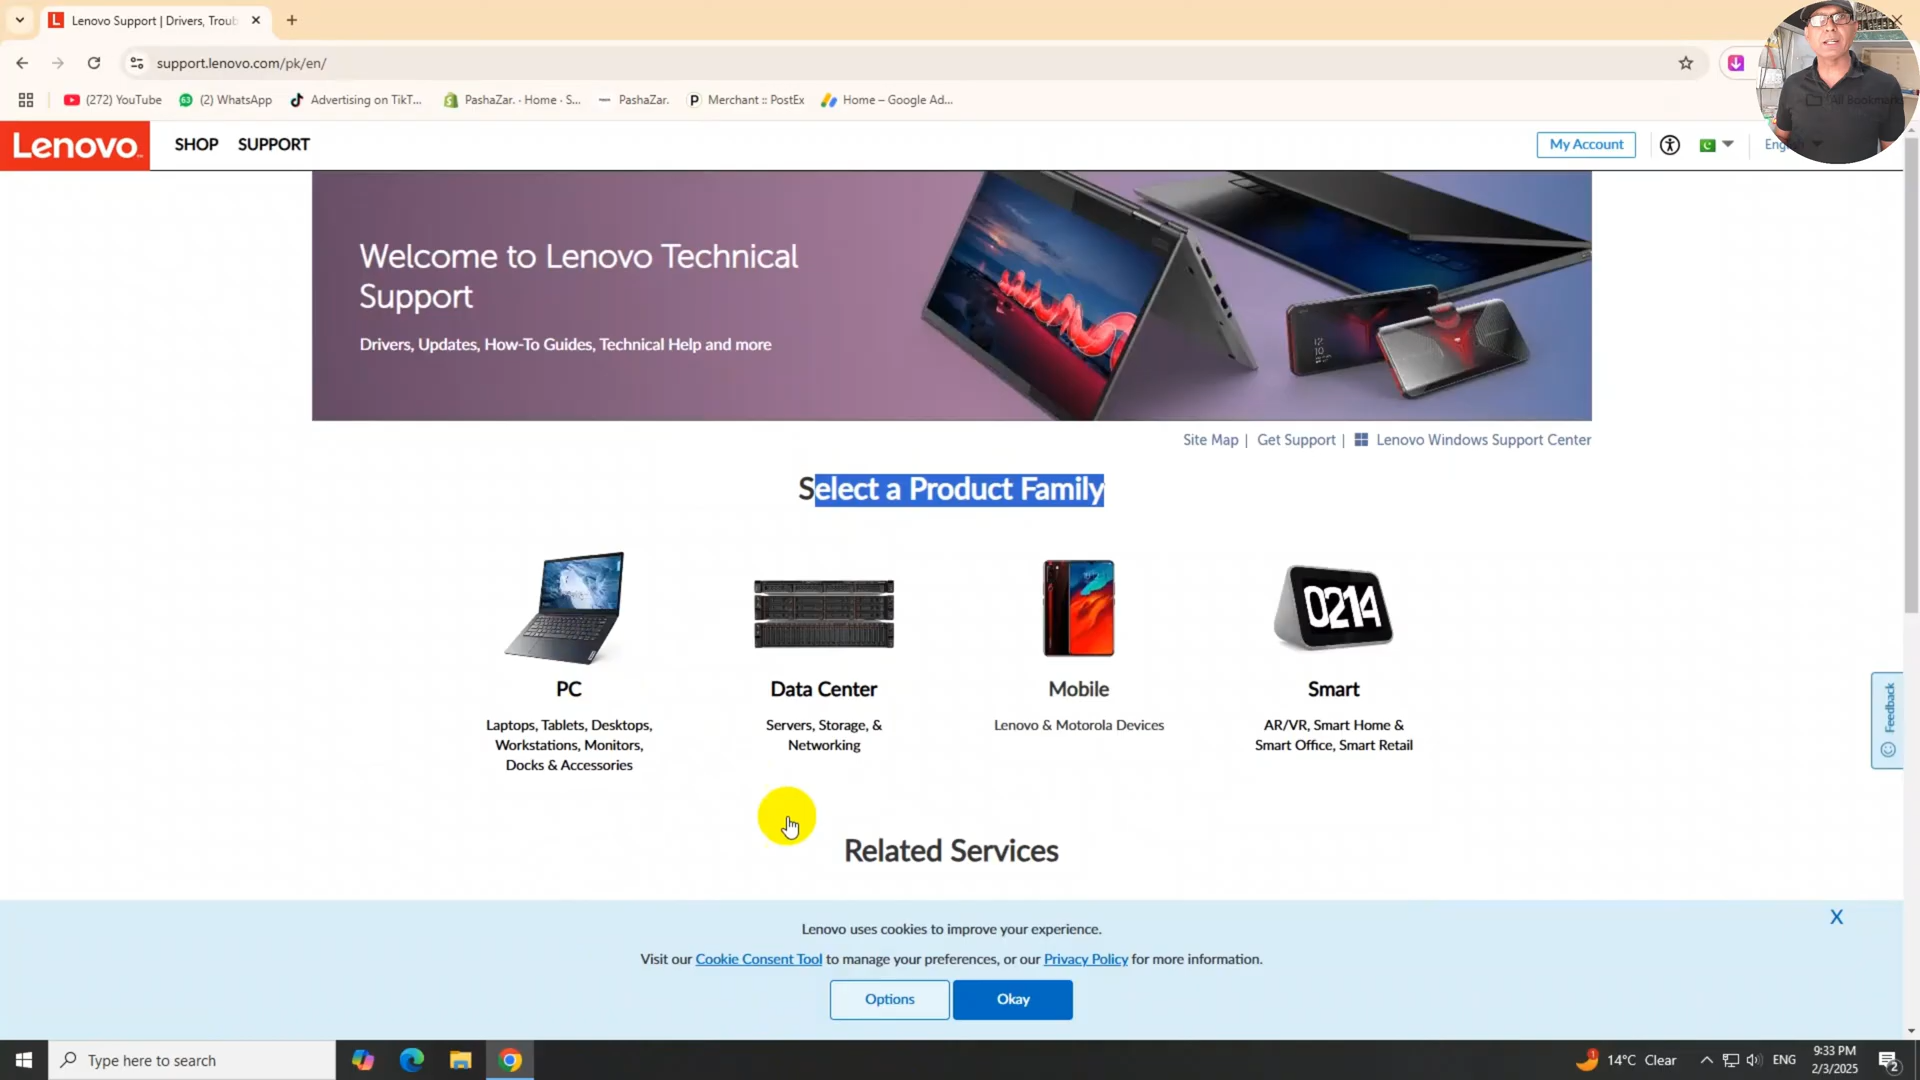 Lenovo Support | Drivers, Troub
support.lenovo.com/pk/en/
(272) YouTube
(2) WhatsApp
Advertising on TikT...
PashaZar. · Home · S...
PashaZar.
Merchant :: PostEx
Home – Google Ad...
All Bookmarks
Lenovo
SHOP
SUPPORT
My Account
Welcome to Lenovo Technical
Support
Drivers, Updates, How-To Guides, Technical Help and more
Site Map | Get Support | Lenovo Windows Support Center
Select a Product Family
0214
PC
Data Center
Mobile
Smart
Laptops, Tablets, Desktops,
Workstations, Monitors,
Docks & Accessories
Servers, Storage, &
Networking
Lenovo & Motorola Devices
AR/VR, Smart Home &
Smart Office, Smart Retail
Feedback
Related Services
Lenovo uses cookies to improve your experience.
X
Visit our Cookie Consent Tool to manage your preferences, or our Privacy Policy for more information.
Options
Okay
Type here to search
14°C Clear
ENG
9:33 PM
2/3/2025
2